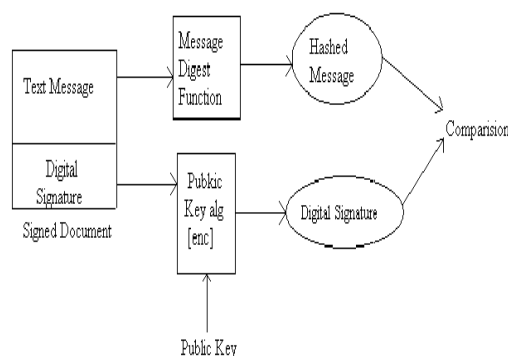 Text Message
Digital
Signature
Signed Document
Message
Digest
Function
Hashed
Message
Pubkic
Key alg
[enc]
Digital Signature
Comparision
Public Key